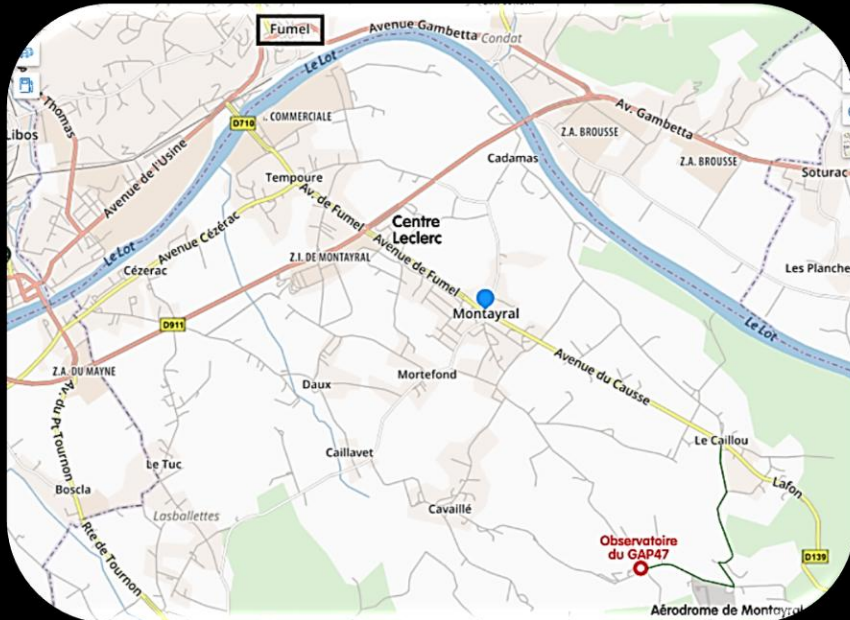 Fumel
Avenue Gambetta
Condat
Le Lot
Thomas
Libos
D710
COMMERCIALE
Av. Gambetta
Z.A. BROUSSE
Z.A. BROUSSE
Cadamas
Soturac
Avenue de l'Usine
Tempoure
Av. de Fumel
Centre
Leclerc
Avenue Cézérac
Le Lot
Cézerac
Z.I. DE MONTAYRAL
Avenue de Fumel
Les Planche
Montayral
Le Lot
D911
Z.A. DU MAYNE
Avenue du Causse
Mortefond
Daux
Av. du Pt Tournon
Le Caillou
Caillavet
Le Tuc
Boscla
Lafon
Lasballettes
Cavaillé
Rte de Tournon
Observatoire
du GAP47
D139
Aérodrome de Montayral